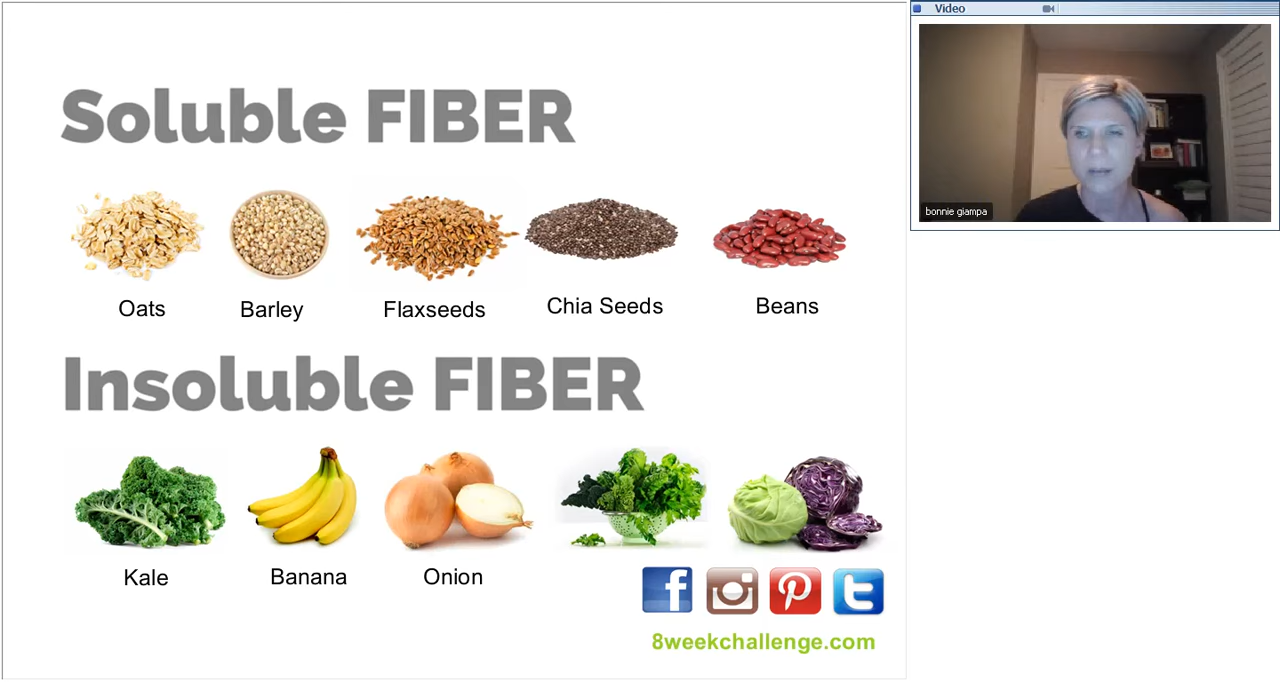 Soluble FIBER
Oats Barley Flaxseeds Chia Seeds Beans
Insoluble FIBER
Kale Banana Onion
8weekchallenge.com
Video
bonnie giampa